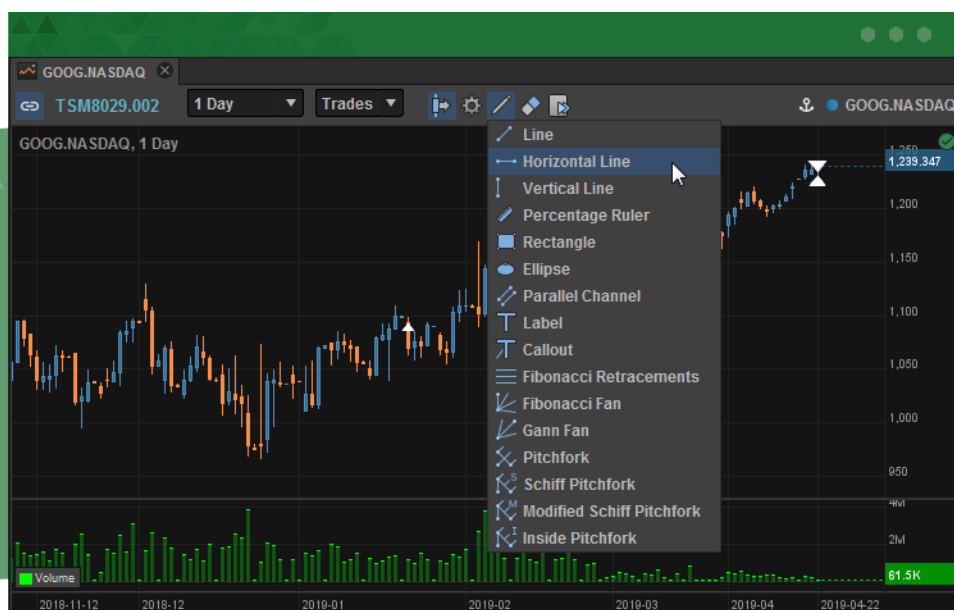 GOOG.NASDAQ
TSM8029.002 1 Day Trades GOOG.NASDAQ
GOOG.NASDAQ, 1 Day
Line
Horizontal Line
Vertical Line
Percentage Ruler
Rectangle
Ellipse
Parallel Channel
Label
Callout
Fibonacci Retracements
Fibonacci Fan
Gann Fan
Pitchfork
Schiff Pitchfork
Modified Schiff Pitchfork
Inside Pitchfork
1,250
1,239.347
1,200
1,150
1,100
1,050
1,000
950
4M
2M
61.5K
Volume
2018-11-12 2018-12 2019-01 2019-02 2019-03 2019-04 2019-04-22